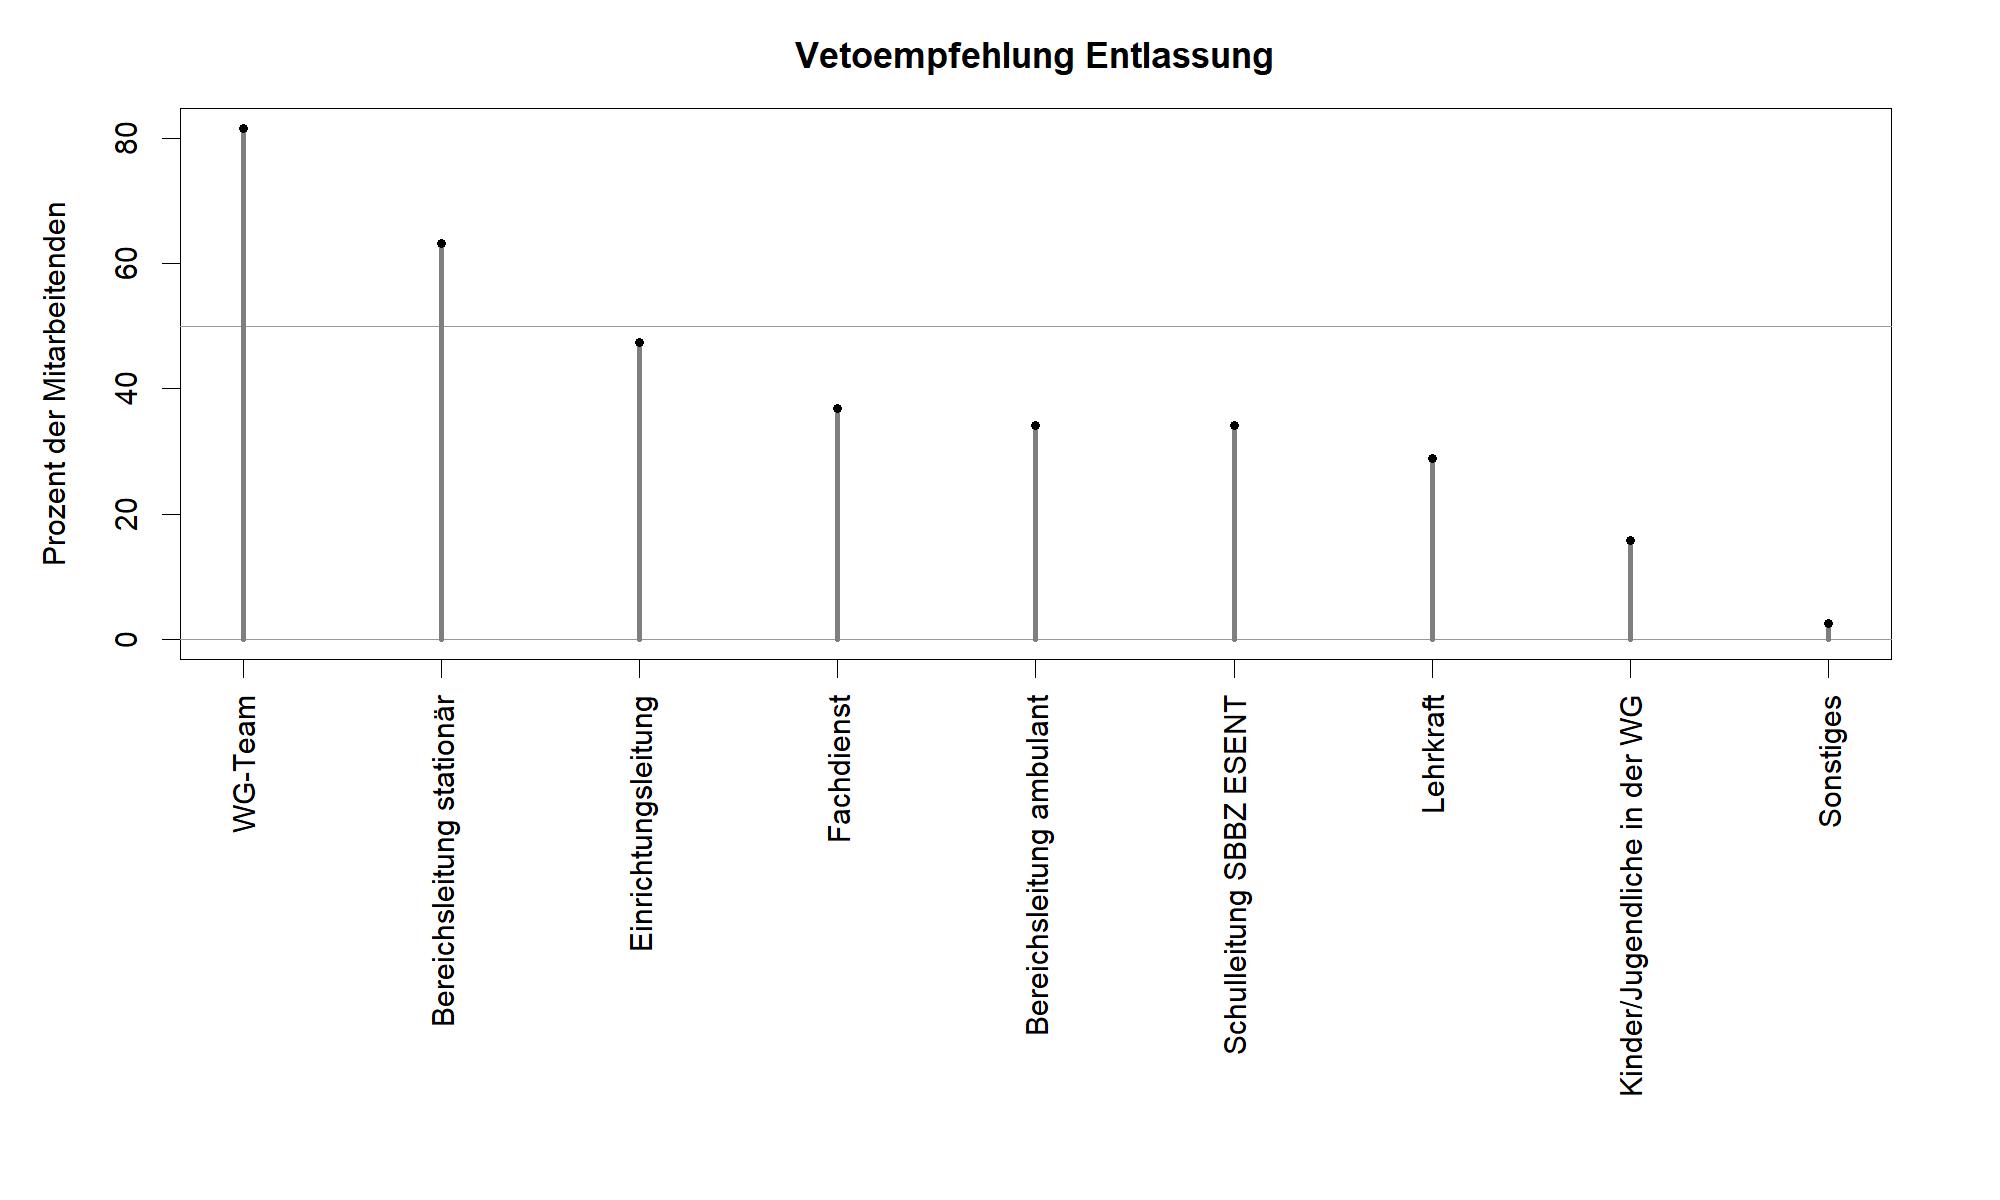 Vetoempfehlung Entlassung
Prozent der Mitarbeitenden
80
60
40
20
0
WG-Team
Bereichsleitung stationär
Einrichtungsleitung
Fachdienst
Bereichsleitung ambulant
Schulleitung SBBZ ESENT
Lehrkraft
Kinder/Jugendliche in der WG
Sonstiges